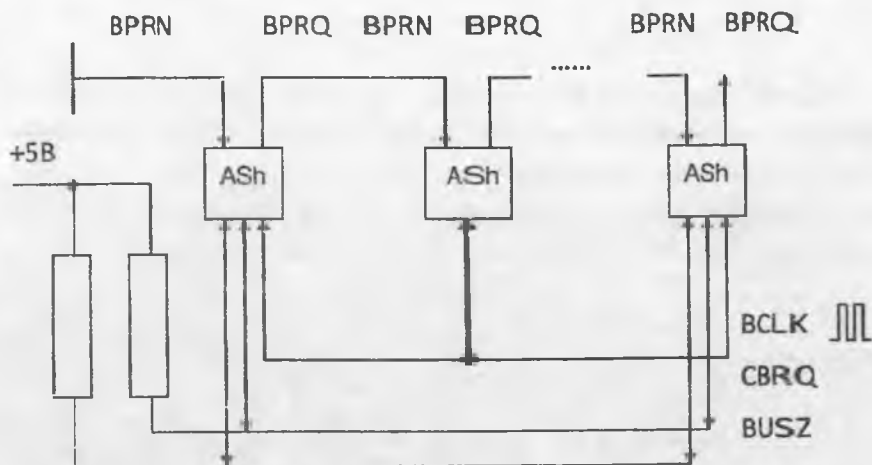 BPRN BPRQ BPRN BPRQ BPRN BPRQ
......
+5B
ASh ASh ASh
BCLK
CBRQ
BUSZ